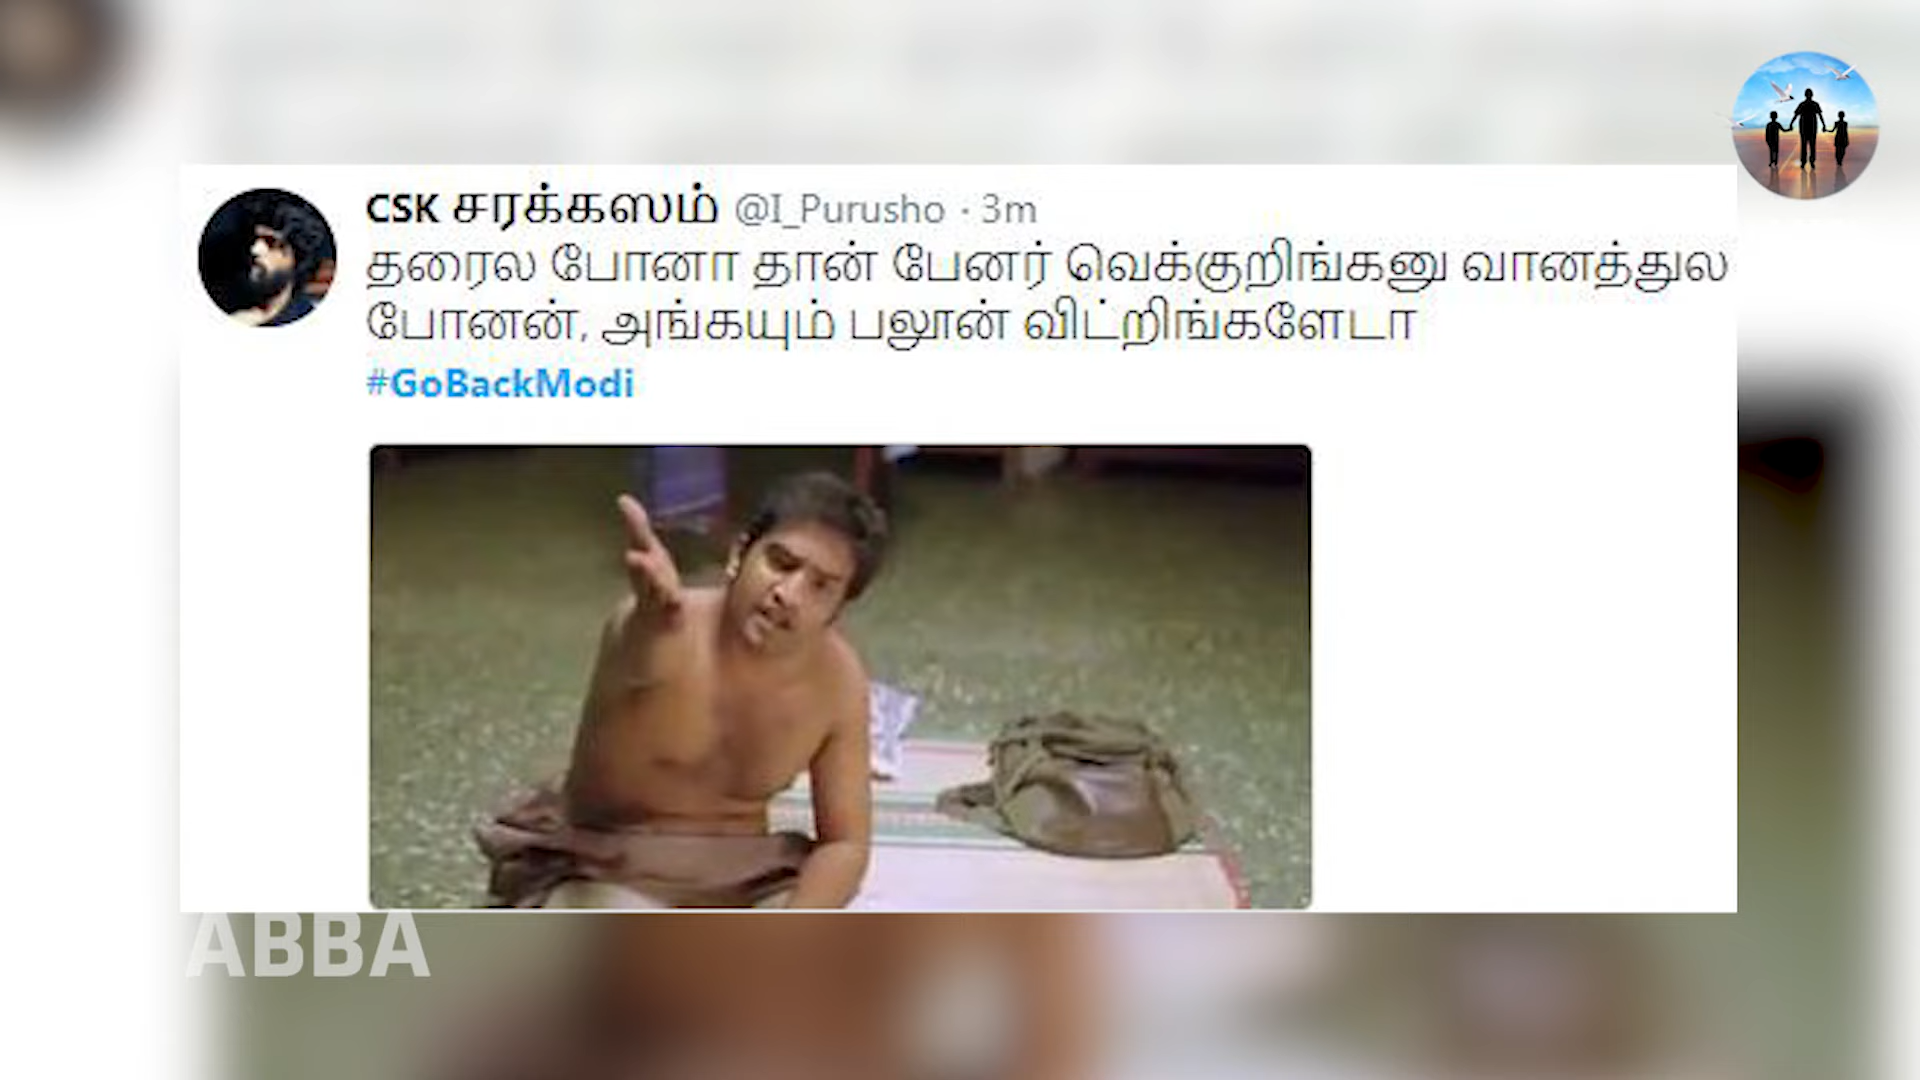 CSK சரக்கஸம் @I_Purusho · 3m
தரைல போனா தான் பேனர் வெக்குறிங்கனு வானத்துல
போனன், அங்கயும் பலூன் விட்றிங்களேடா
#GoBackModi
ABBA